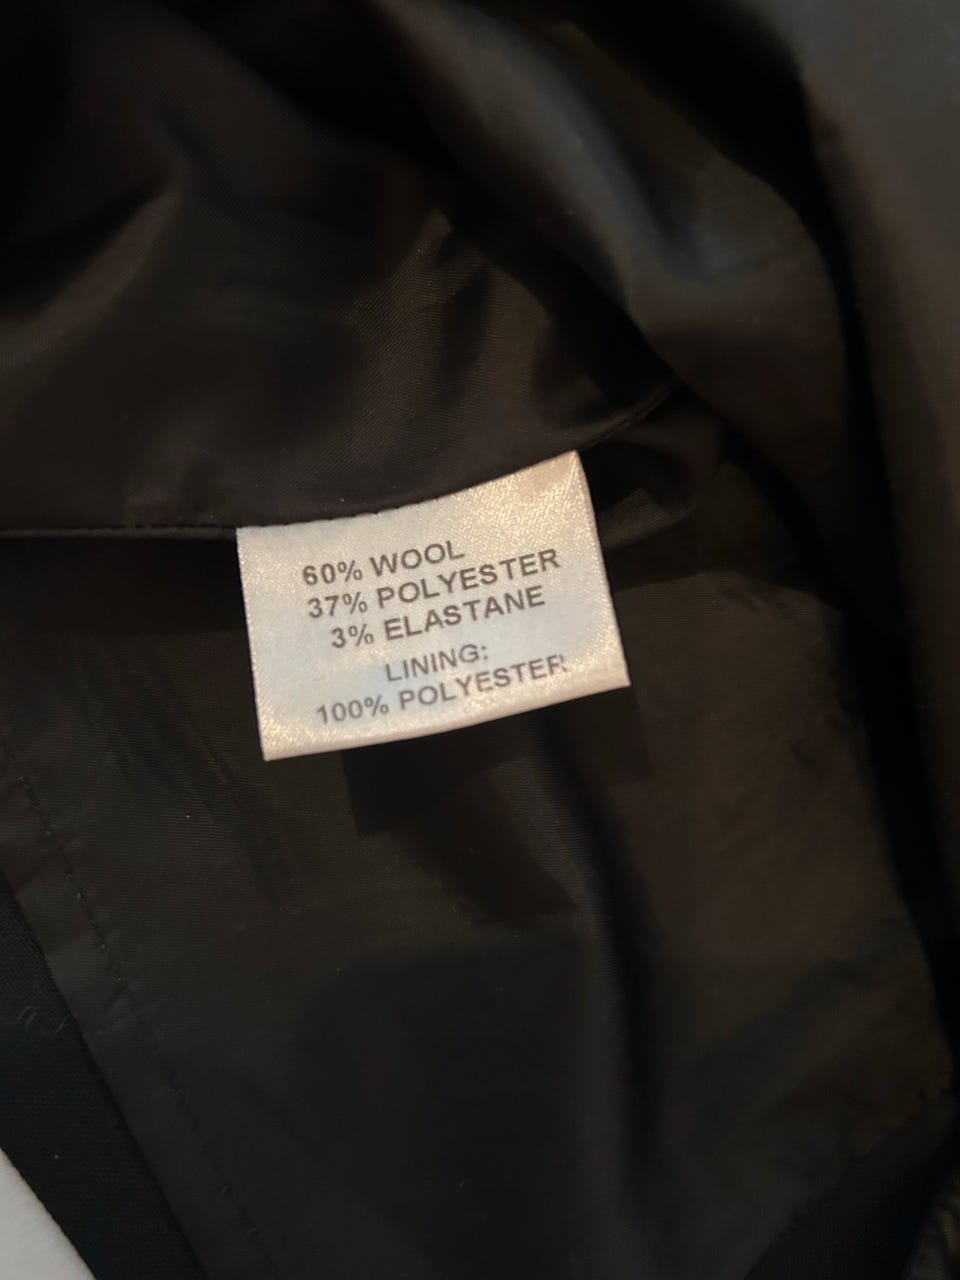 60% WOOL
37% POLYESTER
3% ELASTANE
LINING:
100% POLYESTER